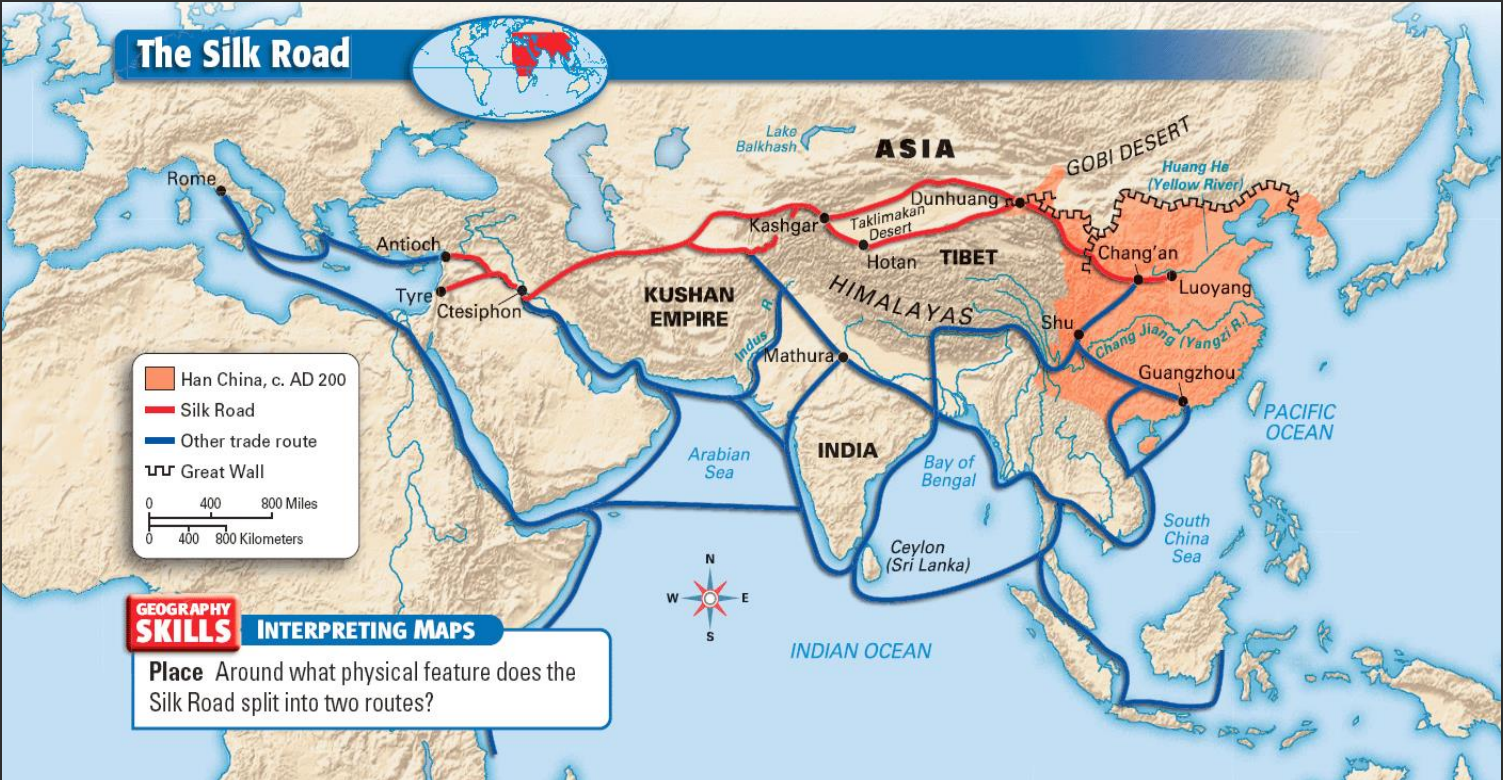 The Silk Road
Lake
Balkhash
ASIA
GOBI DESERT
Huang He
(Yellow River)
Rome
Dunhuang
Kashgar
Taklimakan
Desert
Antioch
Hotan
TIBET
Chang'an
Luoyang
Tyre
Ctesiphon
KUSHAN
EMPIRE
HIMALAYAS
Indus R
Shu
Chang Jiang (Yangzi R.)
Mathura
Guangzhou
Han China, c. AD 200
Silk Road
Other trade route
Great Wall
0 400 800 Miles
0 400 800 Kilometers
PACIFIC
OCEAN
INDIA
Arabian
Sea
Bay of
Bengal
South
China
Sea
Ceylon
(Sri Lanka)
N
W E
S
INDIAN OCEAN
GEOGRAPHY
SKILLS
INTERPRETING MAPS
Place Around what physical feature does the
Silk Road split into two routes?